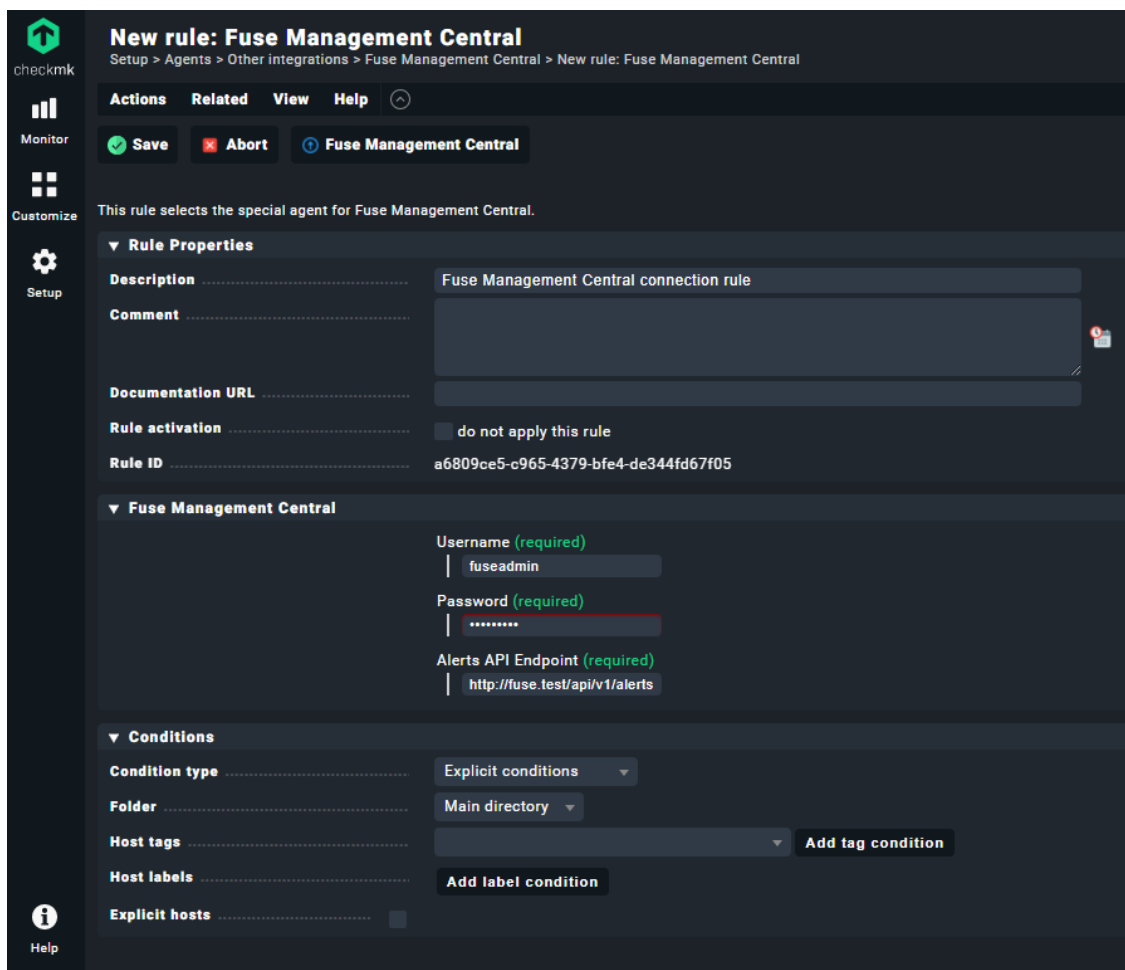 New rule: Fuse Management Central
Setup > Agents > Other integrations > Fuse Management Central > New rule: Fuse Management Central
checkmk
Actions Related View Help
Monitor
Save Abort Fuse Management Central
Customize
This rule selects the special agent for Fuse Management Central.
Rule Properties
Setup
Description Fuse Management Central connection rule
Comment
Documentation URL
Rule activation do not apply this rule
Rule ID a6809ce5-c965-4379-bfe4-de344fd67f05
Fuse Management Central
Username (required)
fuseadmin
Password (required)
•••••••••
Alerts API Endpoint (required)
http://fuse.test/api/v1/alerts
Conditions
Condition type Explicit conditions
Folder Main directory
Host tags Add tag condition
Host labels Add label condition
Explicit hosts
Help